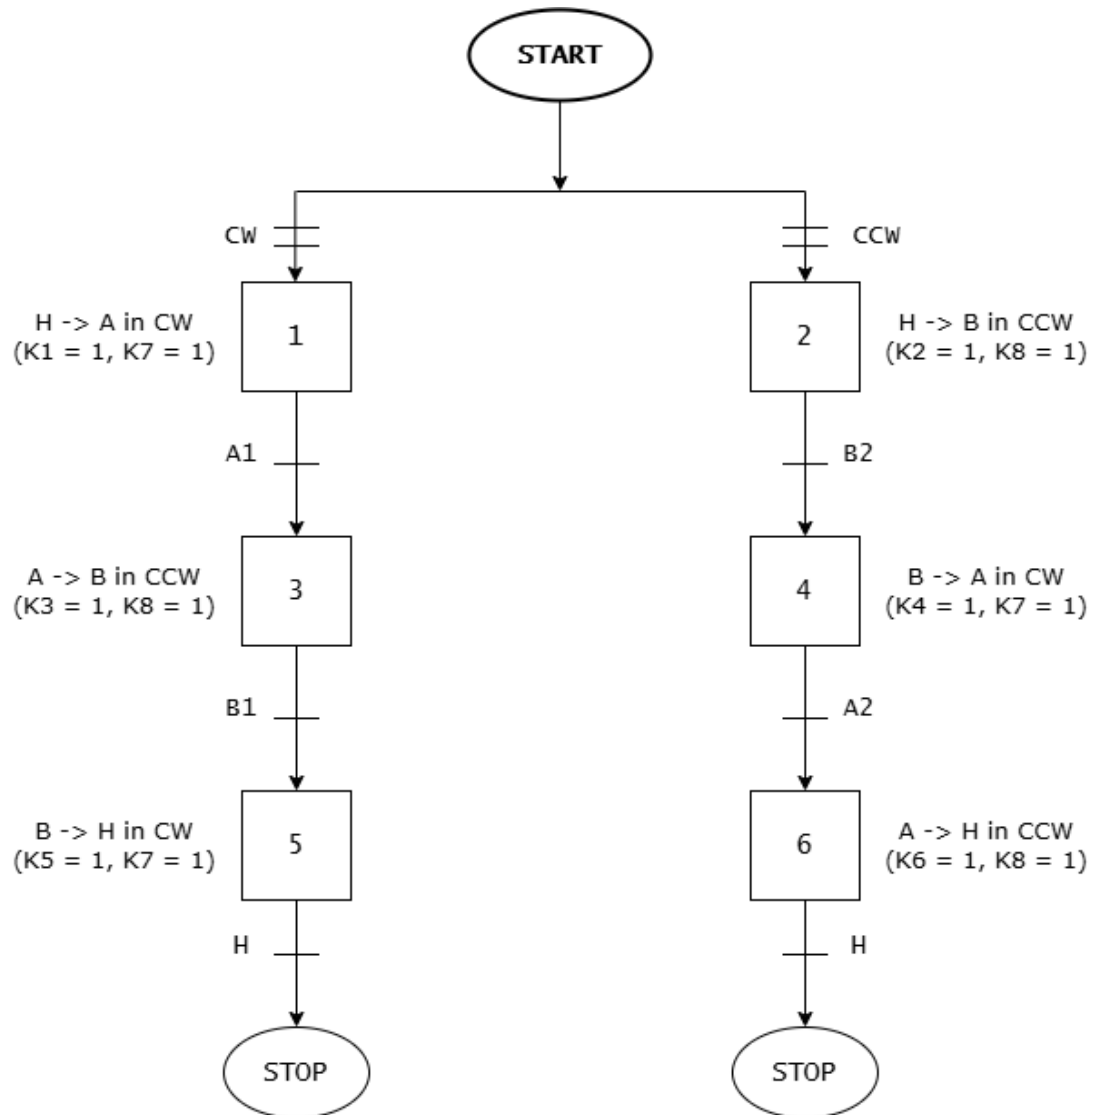 START
CW
CCW
H -> A in CW
(K1 = 1, K7 = 1)
1
2
H -> B in CCW
(K2 = 1, K8 = 1)
A1
B2
A -> B in CCW
(K3 = 1, K8 = 1)
3
4
B -> A in CW
(K4 = 1, K7 = 1)
B1
A2
B -> H in CW
(K5 = 1, K7 = 1)
5
6
A -> H in CCW
(K6 = 1, K8 = 1)
H
H
STOP
STOP